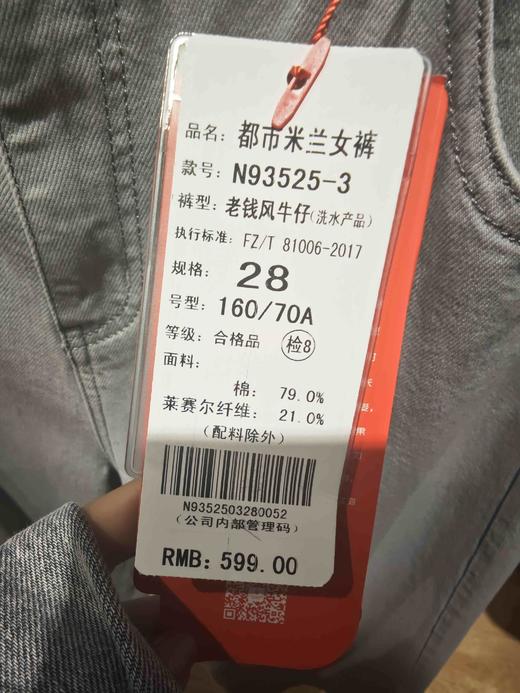 品名: 都市米兰女裤
款号: N93525-3
裤型: 老钱风牛仔(洗水产品)
执行标准: FZ/T 81006-2017
规格: 28
号型: 160/70A
等级: 合格品 检8
面料:
棉: 79.0%
莱赛尔纤维: 21.0%
(配料除外)
N9352503280052
(公司内部管理码)
RMB: 599.00